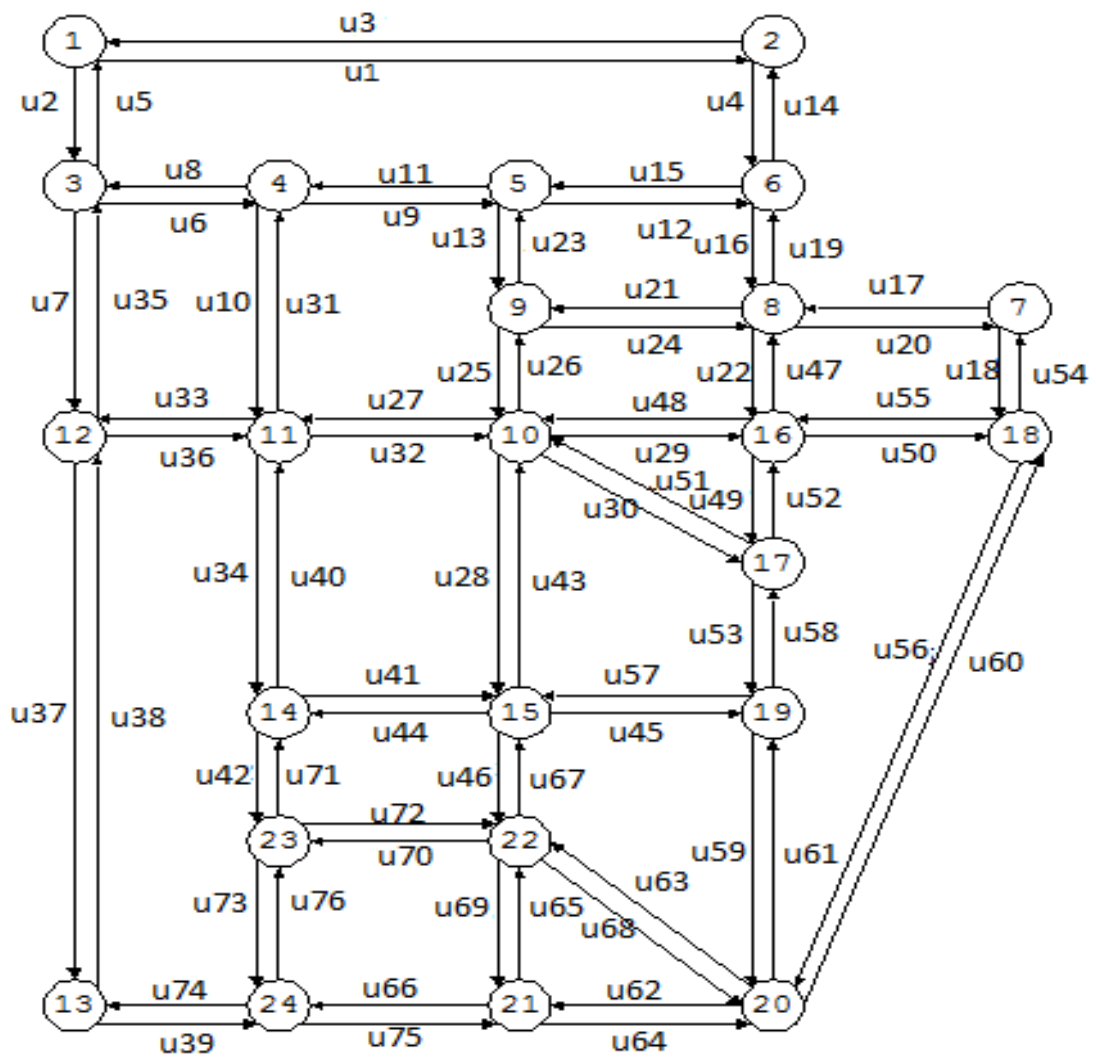 u3
1 2
u1
u2 u5 u4 u14
u8 u11 u15
3 4 5 6
u6 u9 u12
u13 u23 u16 u19
u7 u35 u10 u31
u21 u17
9 8 7
u24 u20
u25 u26 u22 u47 u18 u54
u33 u27 u48 u55
12 11 10 16 18
u36 u32 u29 u50
u51 u49 u52
u30
17
u34 u40 u28 u43
u53 u58
u56 u60
u41 u57
14 15 19
u37 u38 u44 u45
u42 u71 u46 u67
u72
23 22
u70 u59 u61
u63
u73 u76 u69 u65
u68
u74 u66 u62
13 24 21 20
u39 u75 u64